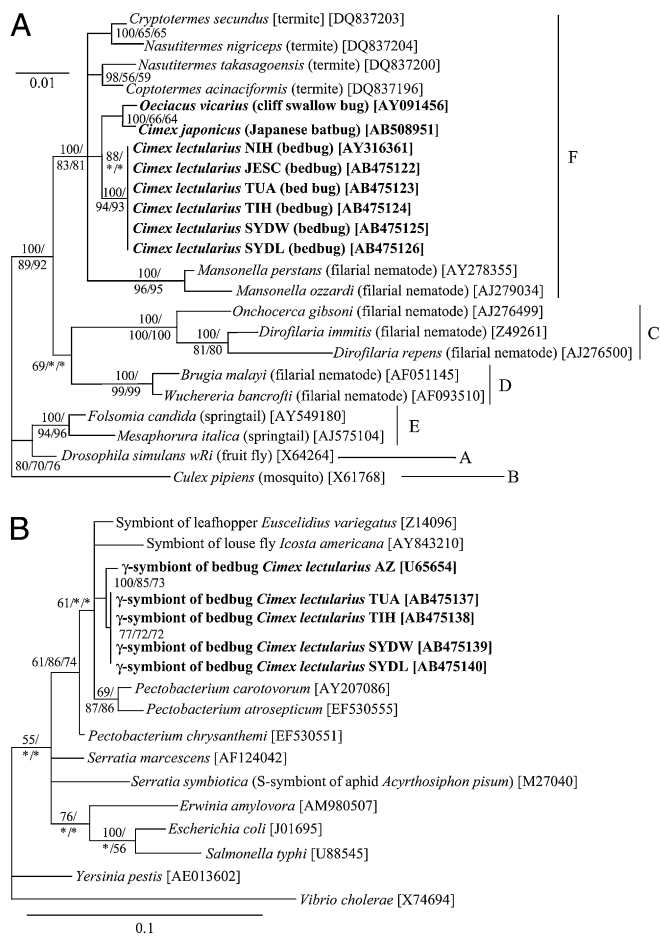 A
Cryptotermes secundus [termite] [DQ837203]
100/65/65
Nasutitermes nigriceps (termite) [DQ837204]
Nasutitermes takasagoensis (termite) [DQ837200]
0.01
98/56/59
Coptotermes acinaciformis (termite) [DQ837196]
Oeciacus vicarius (cliff swallow bug) [AY091456]
100/66/64
Cimex japonicus (Japanese batbug) [AB508951]
100/
83/81
88/
*/*
Cimex lectularius NIH (bedbug) [AY316361]
F
Cimex lectularius JESC (bedbug) [AB475122]
100/
94/93
Cimex lectularius TUA (bed bug) [AB475123]
Cimex lectularius TIH (bedbug) [AB475124]
Cimex lectularius SYDW (bedbug) [AB475125]
Cimex lectularius SYDL (bedbug) [AB475126]
100/
89/92
100/
96/95
Mansonella perstans (filarial nematode) [AY278355]
Mansonella ozzardi (filarial nematode) [AJ279034]
Onchocerca gibsoni (filarial nematode) [AJ276499]
100/
100/100
Dirofilaria immitis (filarial nematode) [Z49261]
C
100/
81/80
Dirofilaria repens (filarial nematode) [AJ276500]
69/*/*
Brugia malayi (filarial nematode) [AF051145]
100/
99/99
D
Wuchereria bancrofti (filarial nematode) [AF093510]
Folsomia candida (springtail) [AY549180]
100/
94/96
E
Mesaphorura italica (springtail) [AJ575104]
Drosophila simulans wRi (fruit fly) [X64264]
A
80/70/76
Culex pipiens (mosquito) [X61768]
B
B
Symbiont of leafhopper Euscelidius variegatus [Z14096]
Symbiont of louse fly Icosta americana [AY843210]
γ-symbiont of bedbug Cimex lectularius AZ [U65654]
100/85/73
61/*/*
γ-symbiont of bedbug Cimex lectularius TUA [AB475137]
γ-symbiont of bedbug Cimex lectularius TIH [AB475138]
77/72/72
γ-symbiont of bedbug Cimex lectularius SYDW [AB475139]
61/86/74
γ-symbiont of bedbug Cimex lectularius SYDL [AB475140]
69/
87/86
Pectobacterium carotovorum [AY207086]
Pectobacterium atrosepticum [EF530555]
Pectobacterium chrysanthemi [EF530551]
55/
*/*
Serratia marcescens [AF124042]
Serratia symbiotica (S-symbiont of aphid Acyrthosiphon pisum) [M27040]
Erwinia amylovora [AM980507]
76/
*/*
Escherichia coli [J01695]
100/
*/56
Salmonella typhi [U88545]
Yersinia pestis [AE013602]
Vibrio cholerae [X74694]
0.1